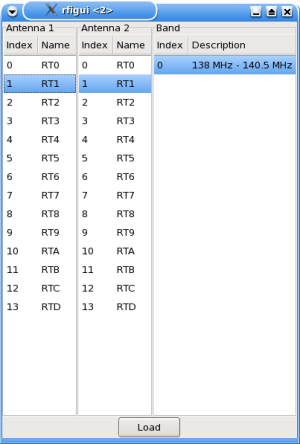 rfigui <2>
Antenna 1 Antenna 2 Band
Index Name Index Name Index Description
0 RT0 0 RT0 0 138 MHz - 140.5 MHz
1 RT1 1 RT1
2 RT2 2 RT2
3 RT3 3 RT3
4 RT4 4 RT4
5 RT5 5 RT5
6 RT6 6 RT6
7 RT7 7 RT7
8 RT8 8 RT8
9 RT9 9 RT9
10 RTA 10 RTA
11 RTB 11 RTB
12 RTC 12 RTC
13 RTD 13 RTD
Load